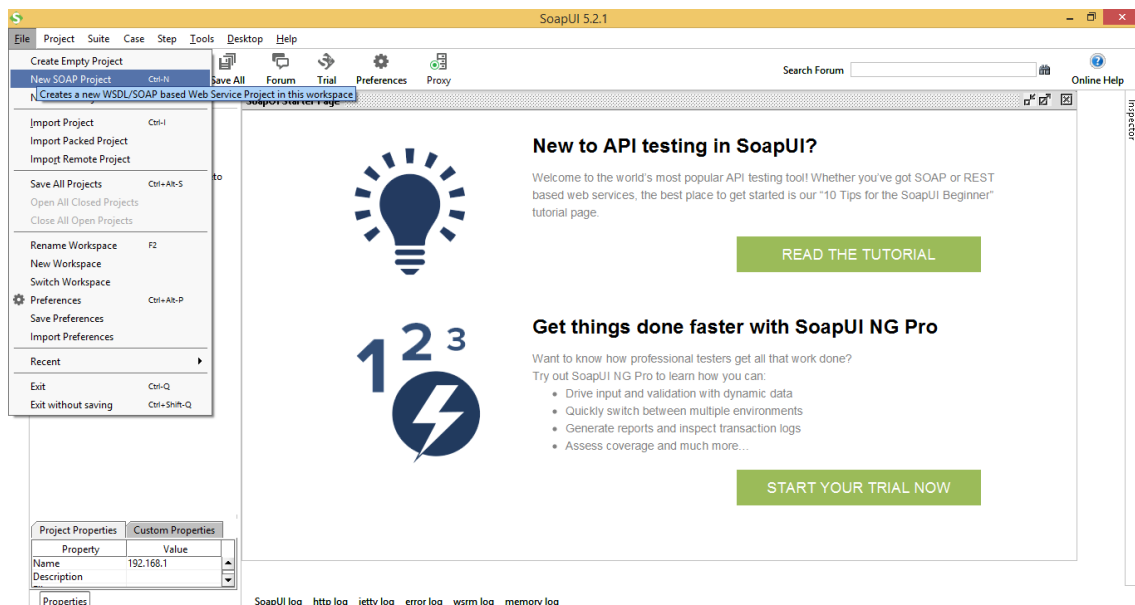 SoapUI 5.2.1
File Project Suite Case Step Tools Desktop Help
Save All Forum Trial Preferences Proxy
Search Forum
Online Help
Create Empty Project
New SOAP Project Ctrl-N
Creates a new WSDL/SOAP based Web Service Project in this workspace
Import Project Ctrl-I
Import Packed Project
Import Remote Project
Save All Projects Ctrl+Alt-S
Open All Closed Projects
Close All Open Projects
Rename Workspace F2
New Workspace
Switch Workspace
Preferences Ctrl+Alt-P
Save Preferences
Import Preferences
Recent
Exit Ctrl-Q
Exit without saving Ctrl+Shift-Q
SoapUI Starter Page
Inspector
New to API testing in SoapUI?
Welcome to the world's most popular API testing tool! Whether you've got SOAP or REST
based web services, the best place to get started is our "10 Tips for the SoapUI Beginner"
tutorial page.
READ THE TUTORIAL
1 2 3
Get things done faster with SoapUI NG Pro
Want to know how professional testers get all that work done?
Try out SoapUI NG Pro to learn how you can:
• Drive input and validation with dynamic data
• Quickly switch between multiple environments
• Generate reports and inspect transaction logs
• Assess coverage and much more...
START YOUR TRIAL NOW
Project Properties Custom Properties
Property Value
Name 192.168.1
Description
Properties
SoapUI log http log jetty log error log wsrm log memory log